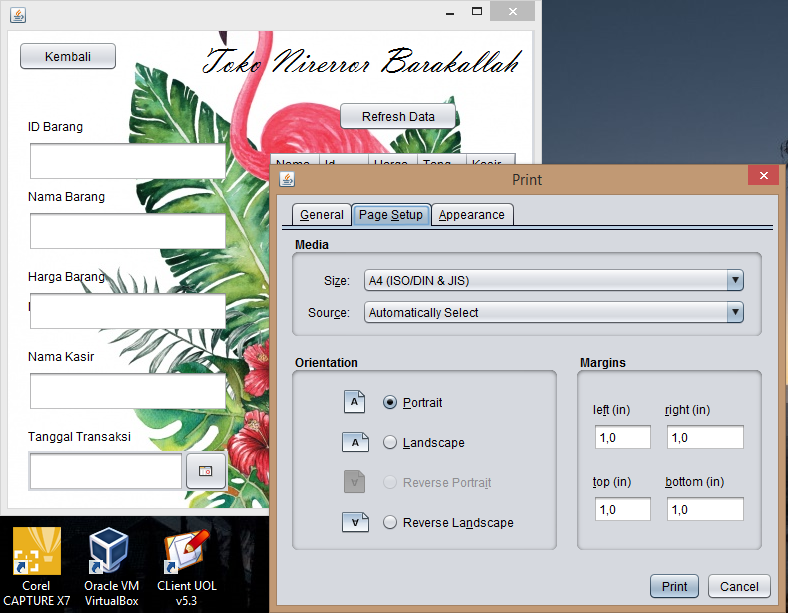 Kembali
Toko Nirerror Barakallah
Refresh Data
ID Barang
Nama Barang
Harga Barang
Nama Kasir
Tanggal Transaksi
Nama Id Harga Tang... Kasir
Print
General Page Setup Appearance
Media
Size: A4 (ISO/DIN & JIS)
Source: Automatically Select
Orientation
A Portrait
A Landscape
A Reverse Portrait
A Reverse Landscape
Margins
left (in) right (in)
1,0 1,0
top (in) bottom (in)
1,0 1,0
Print Cancel
Corel
CAPTURE X7
Oracle VM
VirtualBox
CLient UOL
v5.3